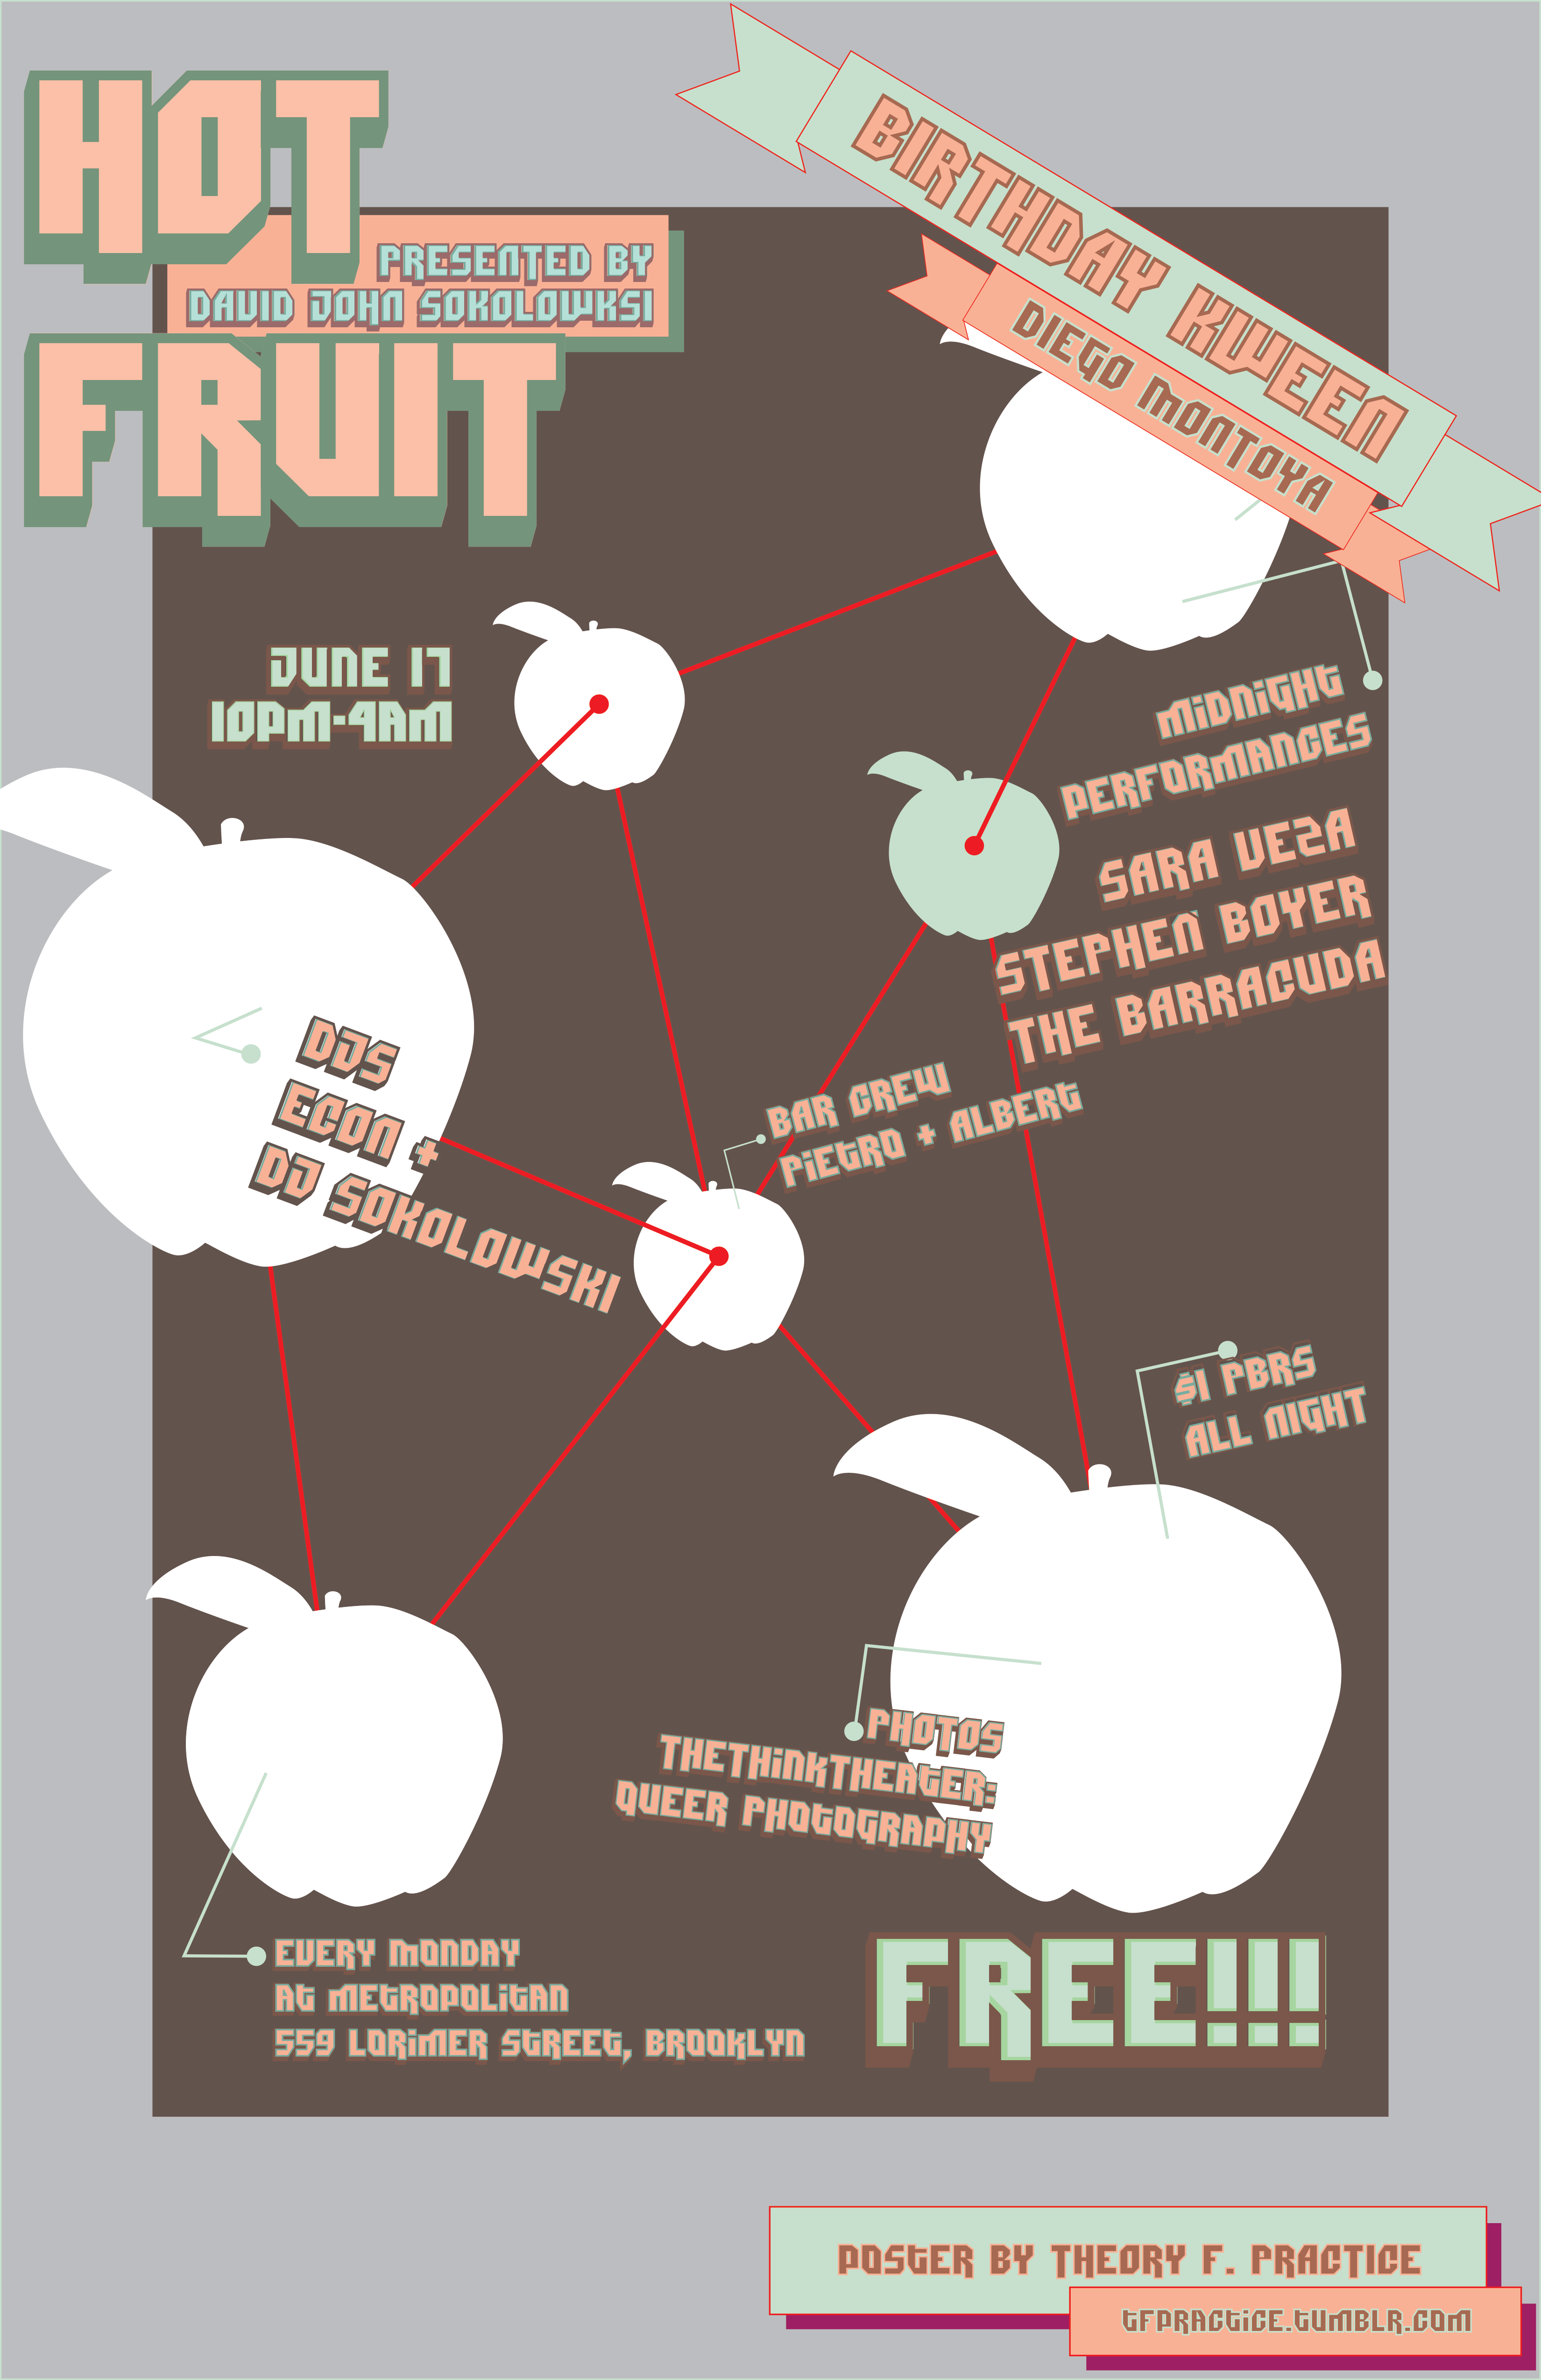 HOT
PRESENTED BY
DAVID JOHN SOKOLOWKSI
FRUIT
BIRTHDAY KWEEN
DIEGO MONTOYA
JUNE 17
10PM-4AM
MiDNiGHT
PERFORMANCES
SARA VEZA
STEPHEN BOYER
THE BARRACUDA
DJS
ECON +
DJ SOKOLOWSKI
BAR CREW
PiETRO + ALBERT
$1 PBRS
ALL NIGHT
PHOTOS
THETHiNKTHEATER:
QUEER PHOTOGRAPHY
EVERY MONDAY
AT METROPOLiTAN
559 LORiMER STREET, BROOKLYN
FREE!!!
POSTER BY THEORY F. PRACTICE
TFPRACTiCE.TUMBLR.COM